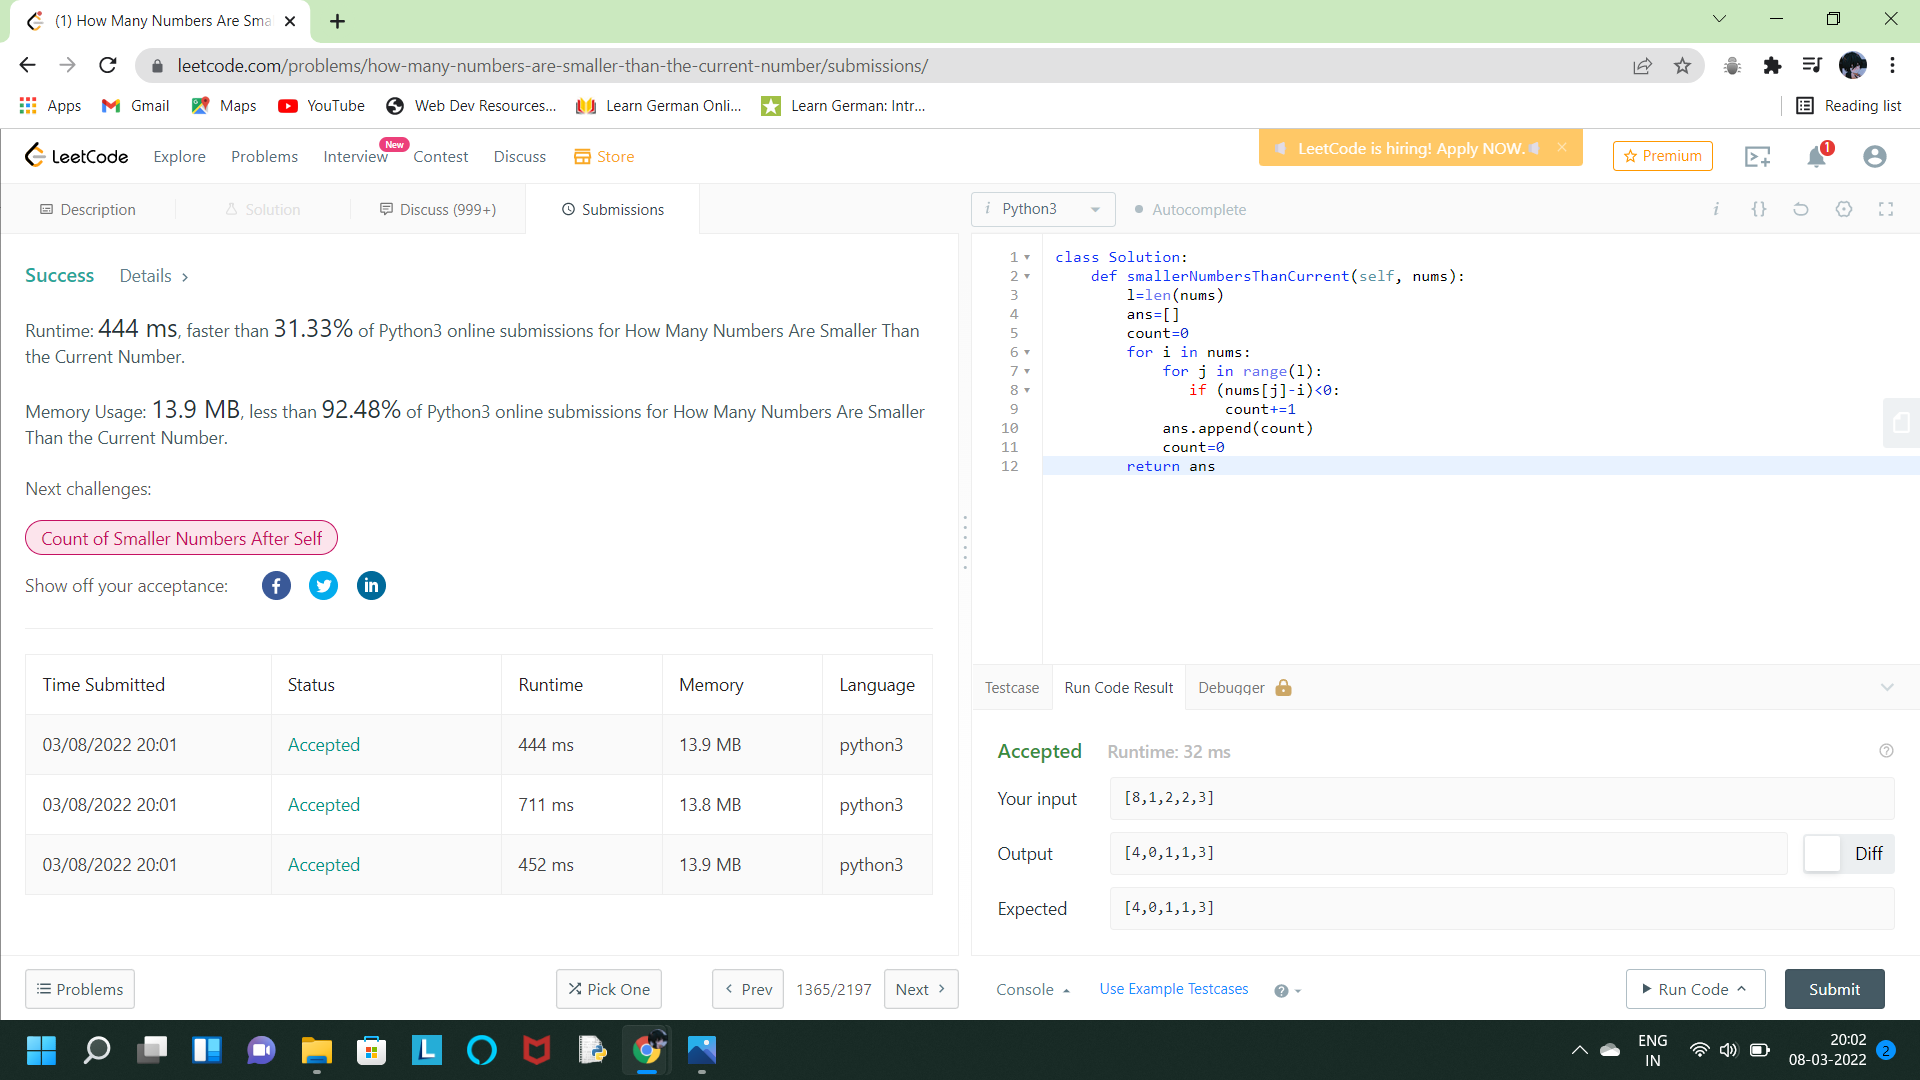 (1) How Many Numbers Are Sma
leetcode.com/problems/how-many-numbers-are-smaller-than-the-current-number/submissions/
Apps Gmail Maps YouTube Web Dev Resources... Learn German Onli... Learn German: Intr... Reading list
LeetCode Explore Problems Interview New Contest Discuss Store LeetCode is hiring! Apply NOW. Premium 1
Description Solution Discuss (999+) Submissions
Success Details >
Runtime: 444 ms, faster than 31.33% of Python3 online submissions for How Many Numbers Are Smaller Than
the Current Number.
Memory Usage: 13.9 MB, less than 92.48% of Python3 online submissions for How Many Numbers Are Smaller
Than the Current Number.
Next challenges:
Count of Smaller Numbers After Self
Show off your acceptance:
Time Submitted Status Runtime Memory Language
03/08/2022 20:01 Accepted 444 ms 13.9 MB python3
03/08/2022 20:01 Accepted 711 ms 13.8 MB python3
03/08/2022 20:01 Accepted 452 ms 13.9 MB python3
Problems Pick One < Prev 1365/2197 Next >
i Python3 Autocomplete i {}
1 class Solution:
2 def smallerNumbersThanCurrent(self, nums):
3 l=len(nums)
4 ans=[]
5 count=0
6 for i in nums:
7 for j in range(l):
8 if (nums[j]-i)<0:
9 count+=1
10 ans.append(count)
11 count=0
12 return ans
Testcase Run Code Result Debugger
Accepted Runtime: 32 ms
Your input [8,1,2,2,3]
Output [4,0,1,1,3] Diff
Expected [4,0,1,1,3]
Console Use Example Testcases Run Code Submit
ENG
IN
20:02
08-03-2022 2